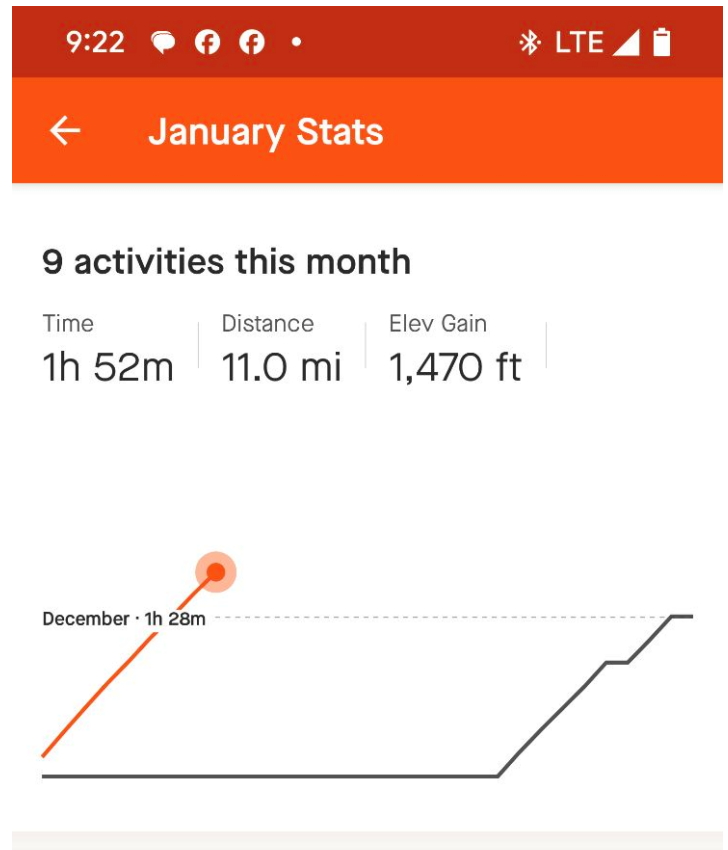 9:22 LTE
January Stats
9 activities this month
Time Distance Elev Gain
1h 52m 11.0 mi 1,470 ft
December · 1h 28m